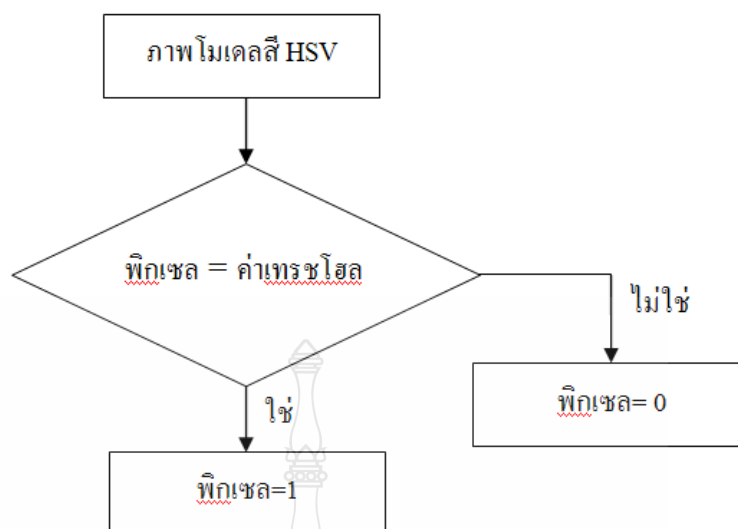 ภาพโมเดลสี HSV
พิกเซล = ค่าเทรชโฮล
ไม่ใช่
พิกเซล= 0
ใช่
พิกเซล=1